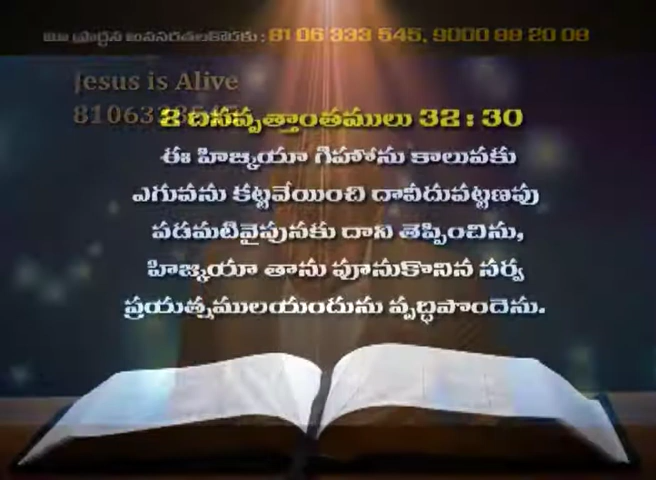 మీ ప్రార్థన అవసరతలకొరకు : 81 06 333 545, 9000 88 20 08
Jesus is Alive
8106333545
2 దినవృత్తాంతములు 32 : 30
ఈ హిజ్కియా గిహోను కాలువకు
ఎగువను కట్టవేయించి దావీదుపట్టణపు
పడమటివైపునకు దాని తెప్పించెను,
హిజ్కియా తాను పూనుకొనిన సర్వ
ప్రయత్నములయందును వృద్ధిపొందెను.